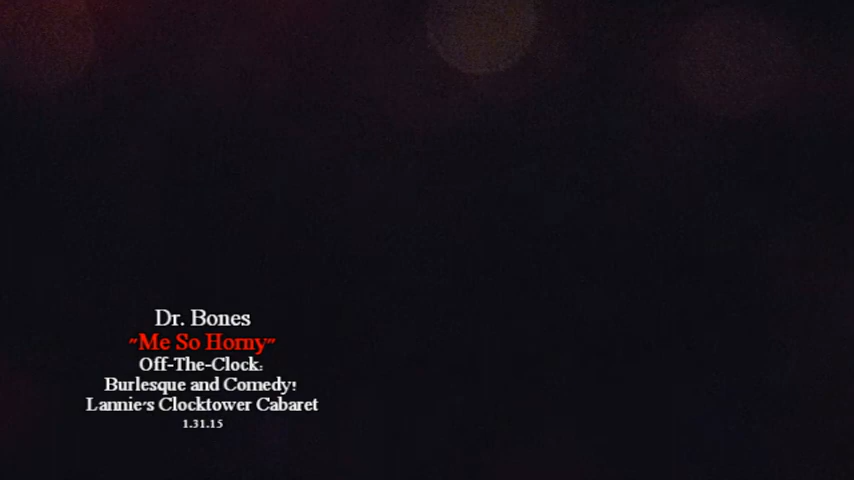 Dr. Bones
"Me So Horny"
Off-The-Clock:
Burlesque and Comedy!
Lannie's Clocktower Cabaret
1.31.15